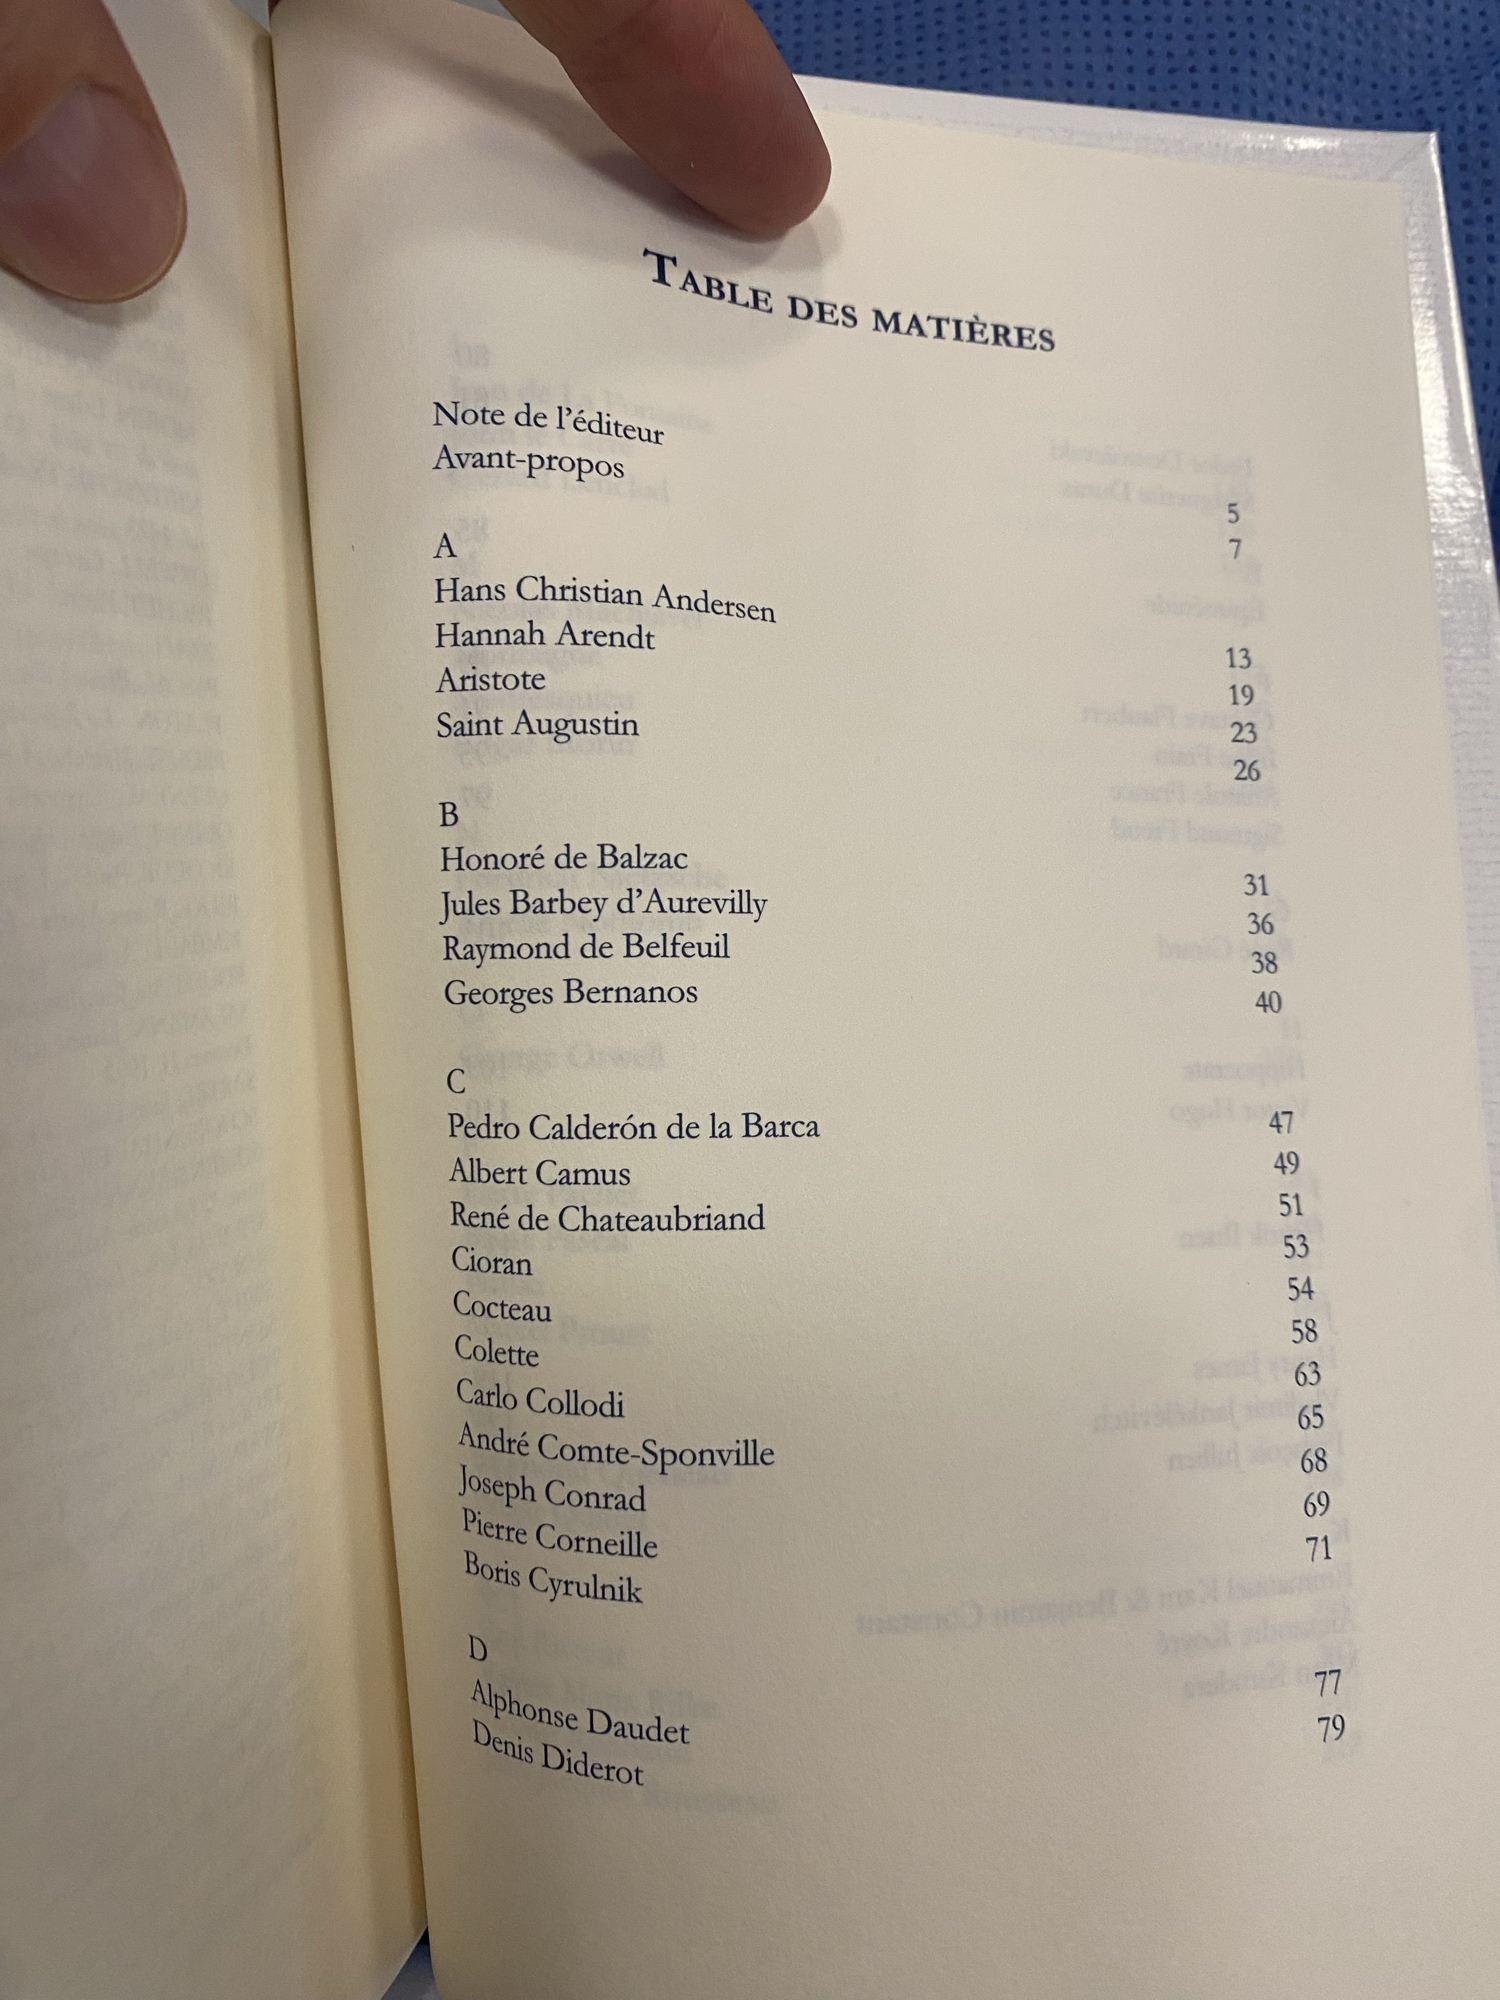 Table des matières
Note de l'éditeur 5
Avant-propos 7
A
Hans Christian Andersen 13
Hannah Arendt 19
Aristote 23
Saint Augustin 26
B
Honoré de Balzac 31
Jules Barbey d'Aurevilly 36
Raymond de Belfeuil 38
Georges Bernanos 40
C
Pedro Calderón de la Barca 47
Albert Camus 49
René de Chateaubriand 51
Cioran 53
Cocteau 54
Colette 58
Carlo Collodi 63
André Comte-Sponville 65
Joseph Conrad 68
Pierre Corneille 69
Boris Cyrulnik 71
D
Alphonse Daudet 77
Denis Diderot 79